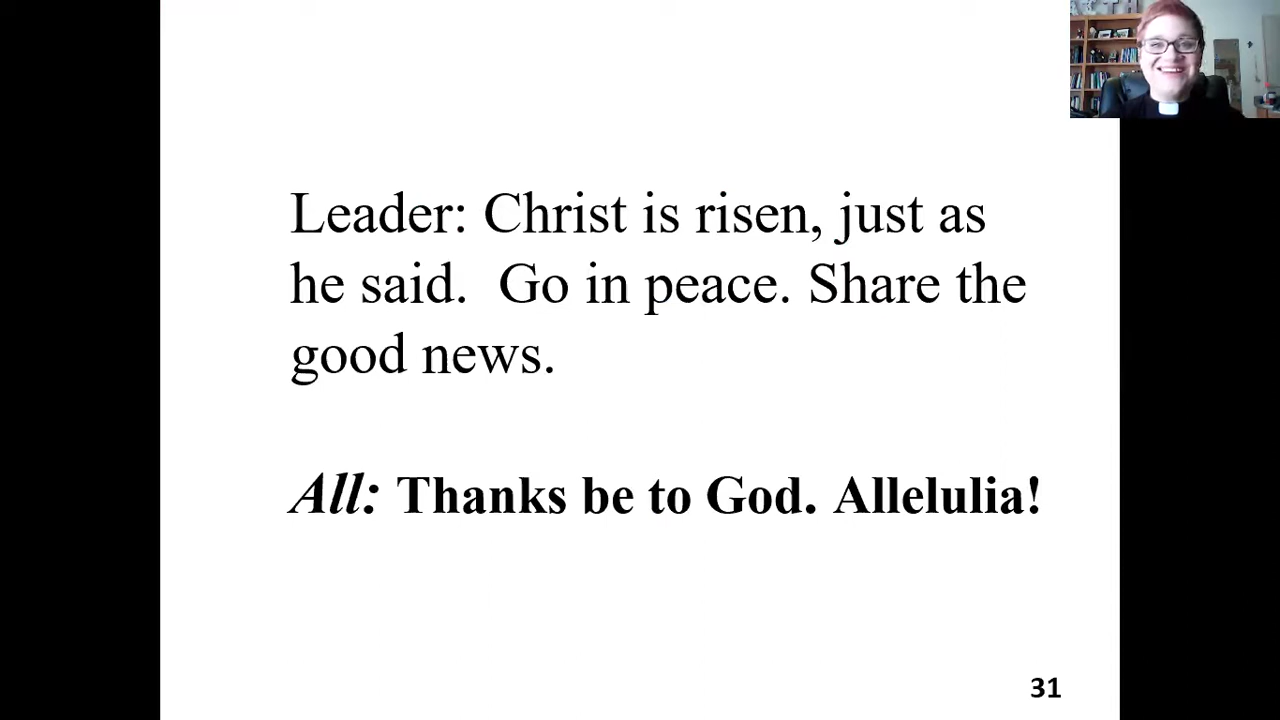 Leader: Christ is risen, just as
he said.  Go in peace. Share the
good news.
All: Thanks be to God. Allelulia!
31